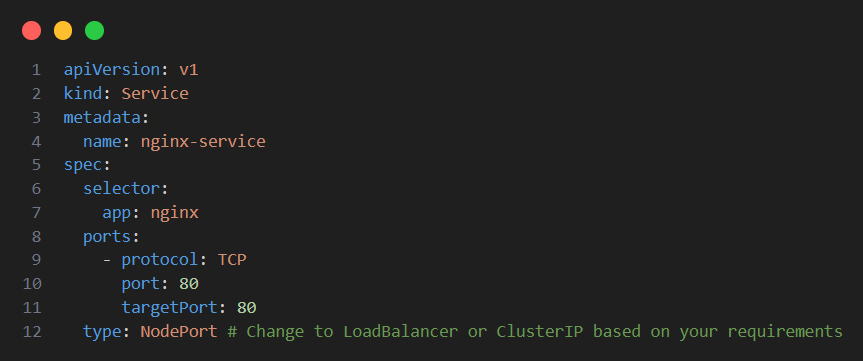 1 apiVersion: v1
2 kind: Service
3 metadata:
4   name: nginx-service
5 spec:
6   selector:
7     app: nginx
8   ports:
9     - protocol: TCP
10       port: 80
11       targetPort: 80
12   type: NodePort # Change to LoadBalancer or ClusterIP based on your requirements